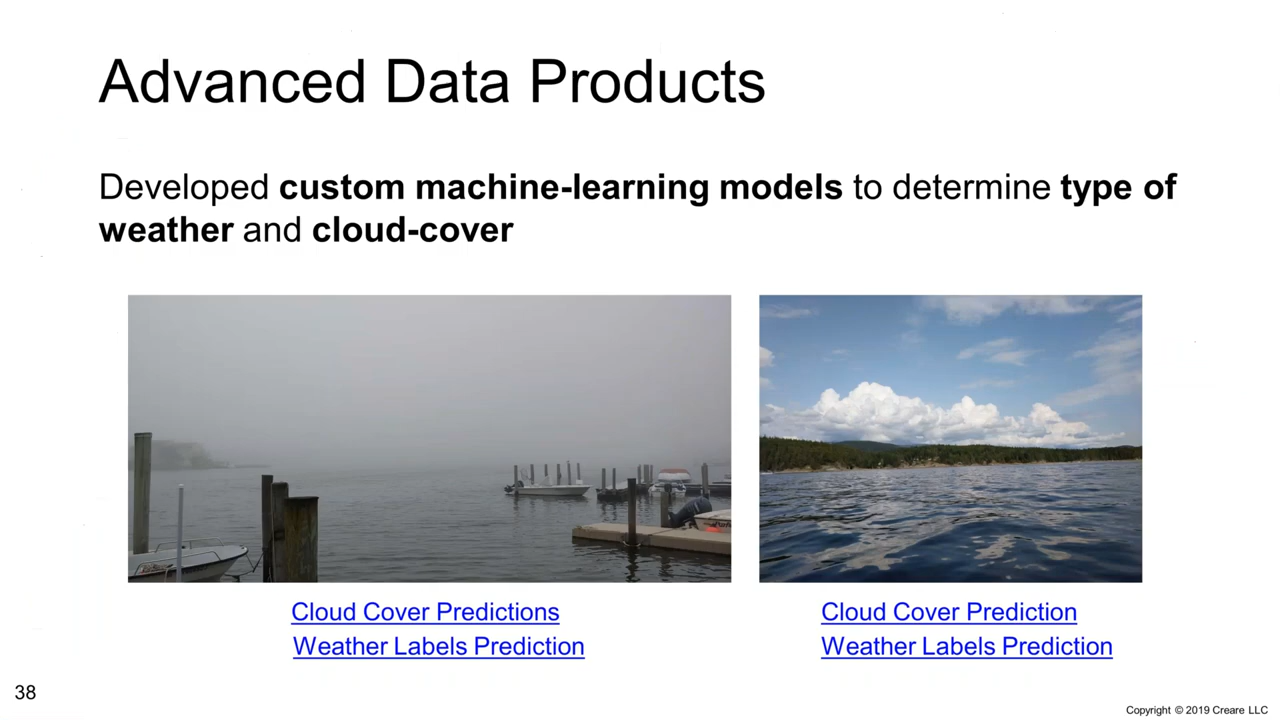 Advanced Data Products
Developed custom machine-learning models to determine type of
weather and cloud-cover
Cloud Cover Predictions
Weather Labels Prediction
Cloud Cover Prediction
Weather Labels Prediction
38
Copyright © 2019 Creare LLC